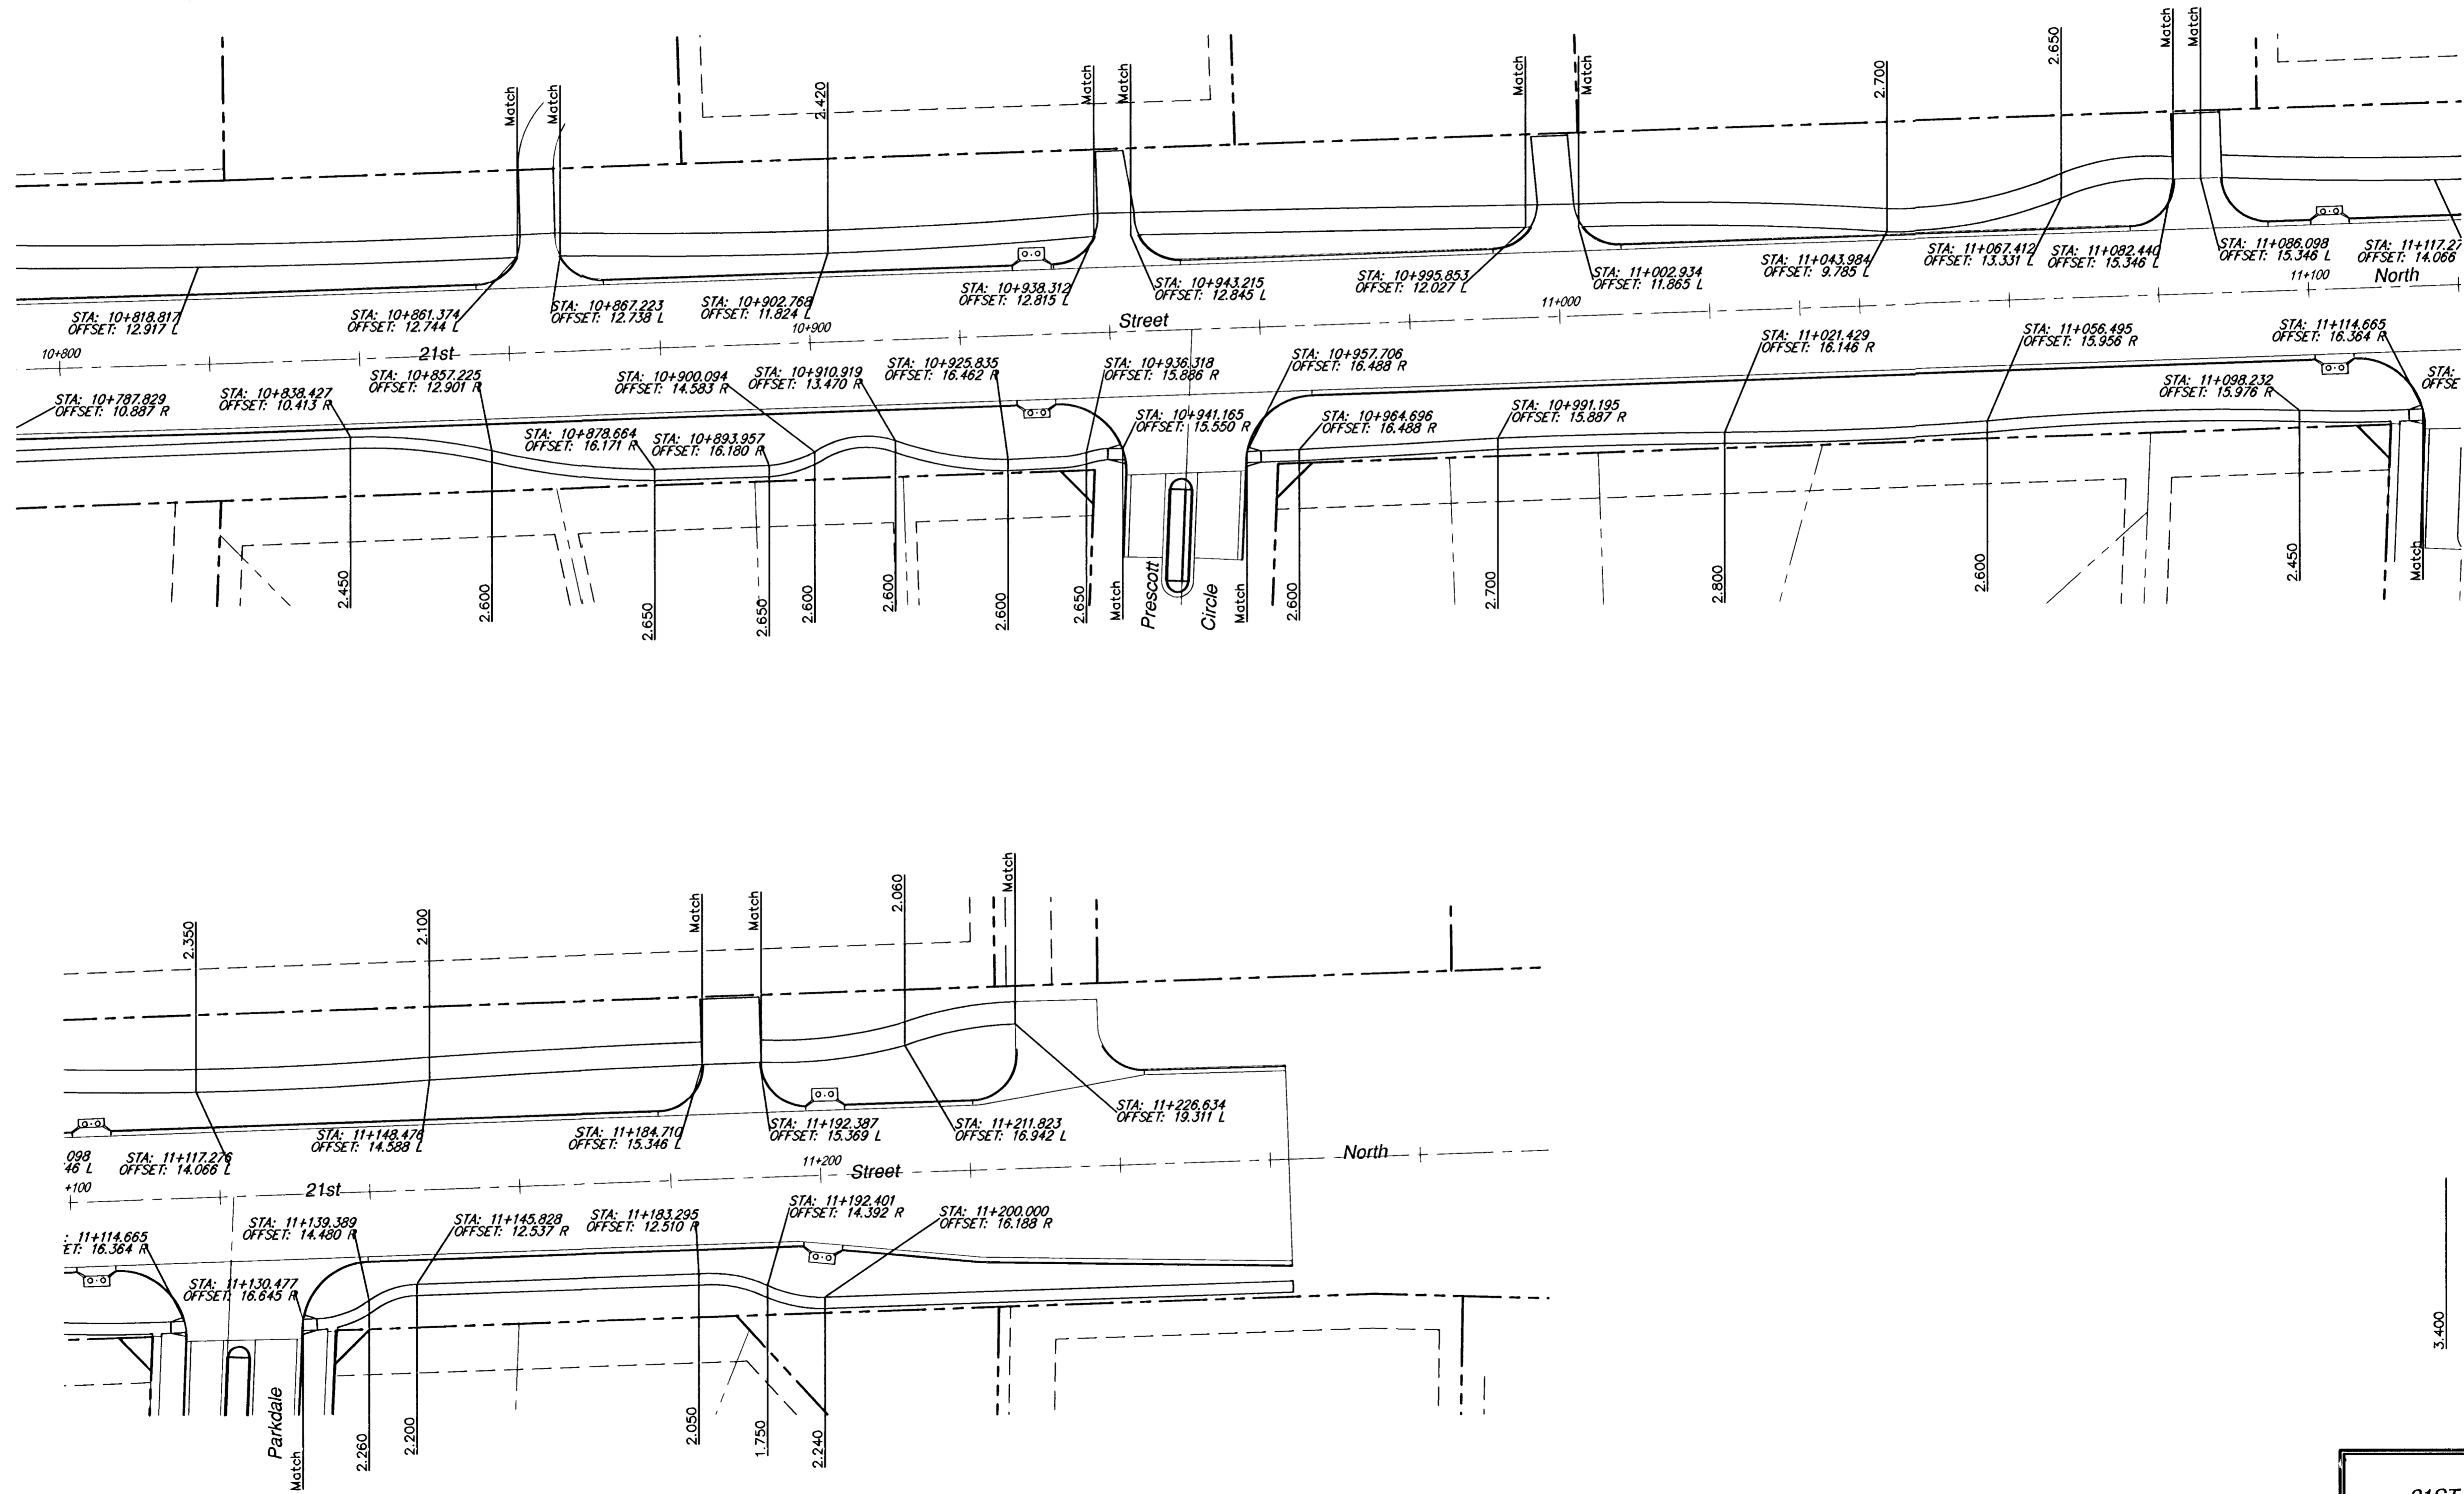 Match
Match
2.420
Match
Match
Match
Match
2.700
2.650
Match
Match
STA: 10+818.817
OFFSET: 12.917 L
STA: 10+861.374
OFFSET: 12.744 L
STA: 10+867.223
OFFSET: 12.738 L
STA: 10+902.768
OFFSET: 11.824 L
STA: 10+938.312
OFFSET: 12.815 L
STA: 10+943.215
OFFSET: 12.845 L
STA: 10+995.853
OFFSET: 12.027 L
STA: 11+002.934
OFFSET: 11.865 L
STA: 11+043.984
OFFSET: 9.785 L
STA: 11+067.412
OFFSET: 13.331 L
STA: 11+082.440
OFFSET: 15.346 L
STA: 11+086.098
OFFSET: 15.346 L
STA: 11+117.27
OFFSET: 14.066
10+800
21st
10+900
Street
11+000
11+100
North
STA: 10+787.829
OFFSET: 10.887 R
STA: 10+838.427
OFFSET: 10.413 R
STA: 10+857.225
OFFSET: 12.901 R
STA: 10+878.664
OFFSET: 16.171 R
STA: 10+893.957
OFFSET: 16.180 R
STA: 10+900.094
OFFSET: 14.583 R
STA: 10+910.919
OFFSET: 13.470 R
STA: 10+925.835
OFFSET: 16.462 R
STA: 10+936.318
OFFSET: 15.886 R
STA: 10+941.165
OFFSET: 15.550 R
STA: 10+957.706
OFFSET: 16.488 R
STA: 10+964.696
OFFSET: 16.488 R
STA: 10+991.195
OFFSET: 15.887 R
STA: 11+021.429
OFFSET: 16.146 R
STA: 11+056.495
OFFSET: 15.956 R
STA: 11+098.232
OFFSET: 15.976 R
STA: 11+114.665
OFFSET: 16.364 R
STA:
OFFSE
2.450
2.600
2.650
2.650
2.600
2.600
2.600
2.650
Match
Prescott
Circle
Match
2.600
2.700
2.800
2.600
2.450
Match
2.350
2.100
Match
Match
2.060
Match
098
46 L
STA: 11+117.276
OFFSET: 14.066 L
STA: 11+148.476
OFFSET: 14.588 L
STA: 11+184.710
OFFSET: 15.346 L
STA: 11+192.387
OFFSET: 15.369 L
STA: 11+211.823
OFFSET: 16.942 L
STA: 11+226.634
OFFSET: 19.311 L
+100
21st
11+200
Street
North
: 11+114.665
ET: 16.364 R
STA: 11+130.477
OFFSET: 16.645 R
STA: 11+139.389
OFFSET: 14.480 R
STA: 11+145.828
OFFSET: 12.537 R
STA: 11+183.295
OFFSET: 12.510 R
STA: 11+192.401
OFFSET: 14.392 R
STA: 11+200.000
OFFSET: 16.188 R
Parkdale
Match
2.260
2.200
2.050
1.750
2.240
3.400